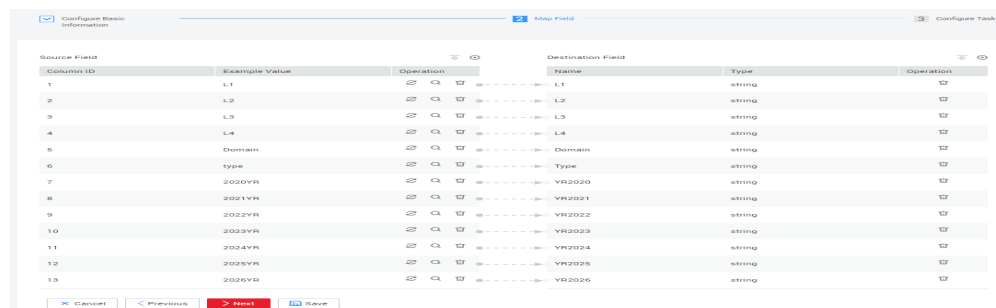 Configure Basic
Information
2 Map Field
3 Configure Task
Source Field
Destination Field
Column ID Example Value Operation Name Type Operation
1 L1 L1 string
2 L2 L2 string
3 L3 L3 string
4 L4 L4 string
5 Domain Domain string
6 type Type string
7 2020YR YR2020 string
8 2021YR YR2021 string
9 2022YR YR2022 string
10 2023YR YR2023 string
11 2024YR YR2024 string
12 2025YR YR2025 string
13 2026YR YR2026 string
Cancel < Previous > Next Save